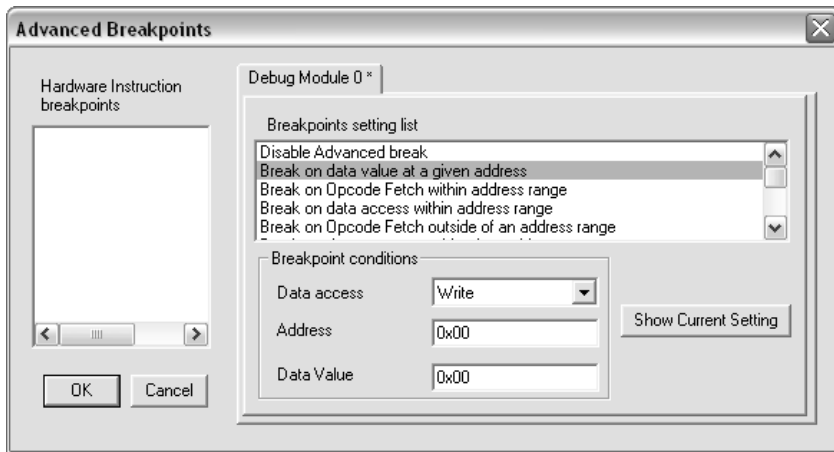 Advanced Breakpoints
Hardware Instruction
breakpoints
OK
Cancel
Debug Module 0 *
Breakpoints setting list
Disable Advanced break
Break on data value at a given address
Break on Opcode Fetch within address range
Break on data access within address range
Break on Opcode Fetch outside of an address range
Breakpoint conditions
Data access
Write
Address
0x00
Data Value
0x00
Show Current Setting